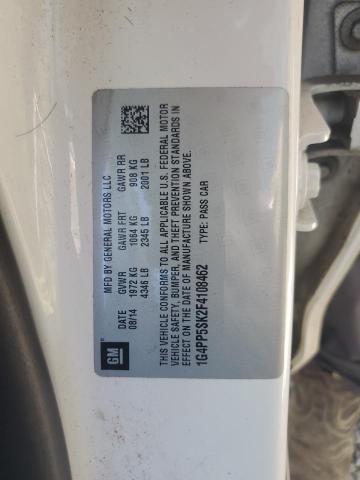 MFD BY GENERAL MOTORS LLC
DATE GVWR GAWR FRT GAWR RR
08/14 1972 KG 1064 KG 908 KG
4346 LB 2345 LB 2001 LB
THIS VEHICLE CONFORMS TO ALL APPLICABLE U.S. FEDERAL MOTOR
VEHICLE SAFETY, BUMPER, AND THEFT PREVENTION STANDARDS IN
EFFECT ON THE DATE OF MANUFACTURE SHOWN ABOVE.
1G4PP5SK2F4108462 TYPE: PASS CAR
GM